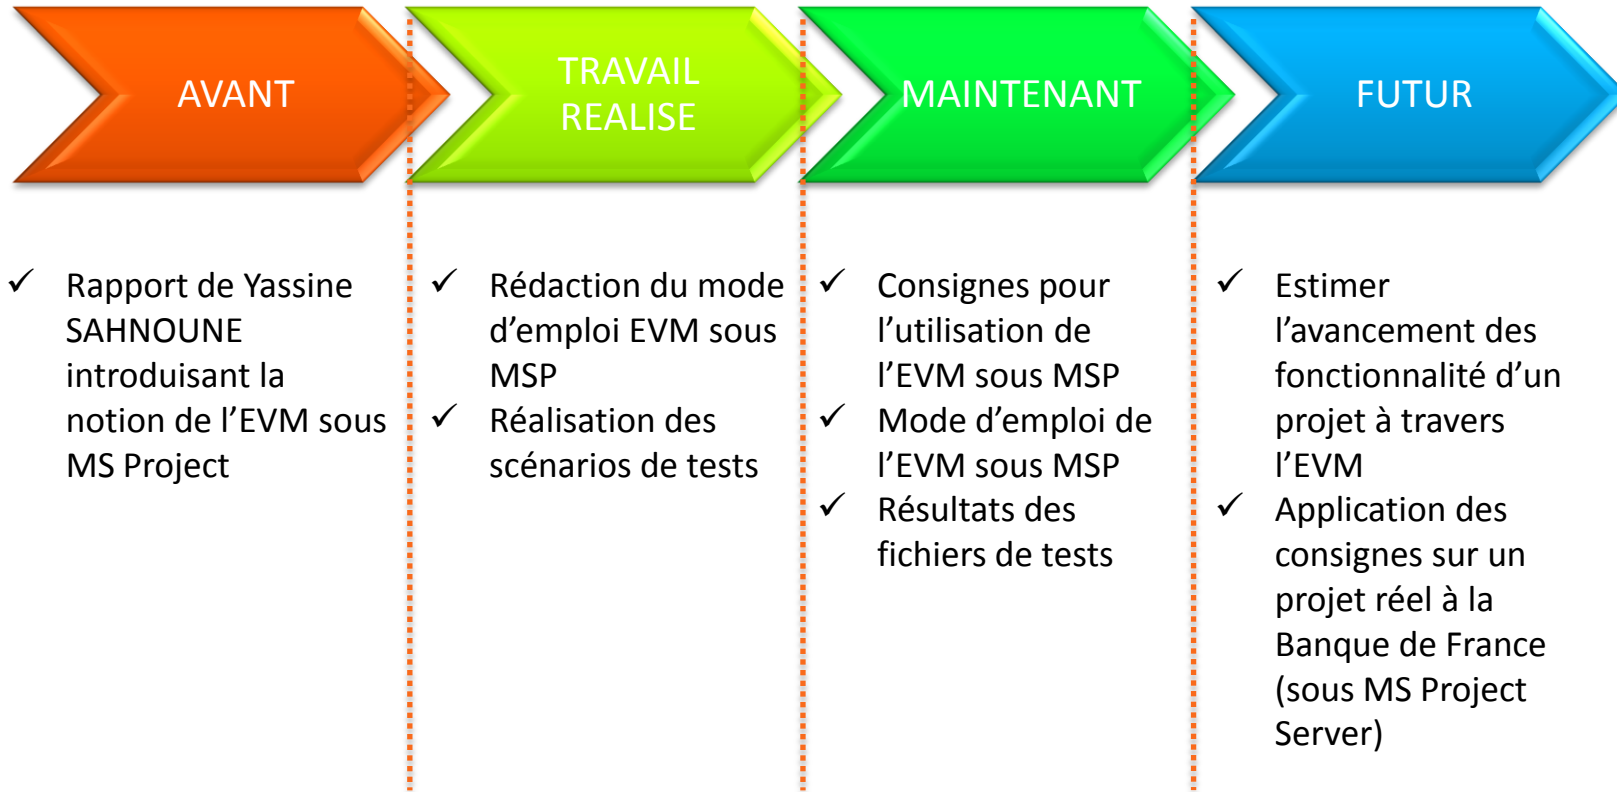 AVANT
TRAVAIL
REALISE
MAINTENANT
FUTUR
✓ Rapport de Yassine
SAHNOUNE
introduisant la
notion de l’EVM sous
MS Project
✓ Rédaction du mode
d’emploi EVM sous
MSP
✓ Réalisation des
scénarios de tests
✓ Consignes pour
l’utilisation de
l’EVM sous MSP
✓ Mode d’emploi de
l’EVM sous MSP
✓ Résultats des
fichiers de tests
✓ Estimer
l’avancement des
fonctionnalité d’un
projet à travers
l’EVM
✓ Application des
consignes sur un
projet réel à la
Banque de France
(sous MS Project
Server)